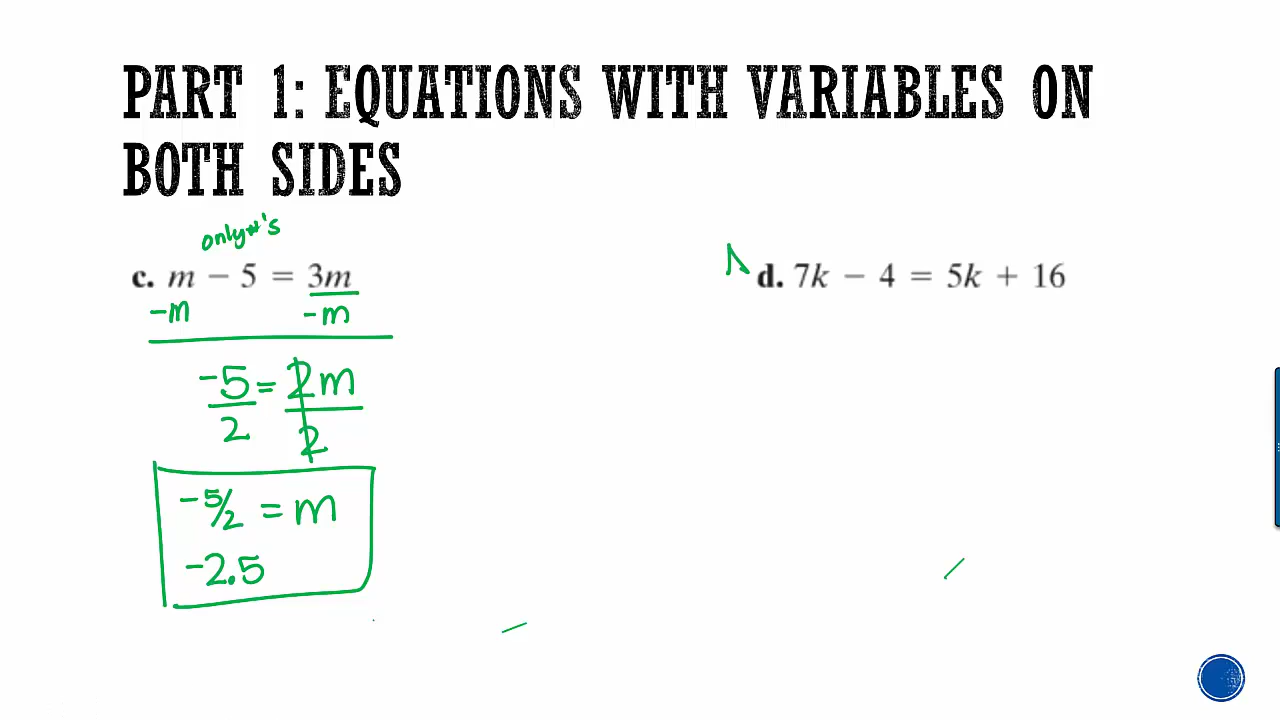 PART 1: EQUATIONS WITH VARIABLES ON
BOTH SIDES
only #'s
c. m − 5 = 3m
-m -m
-5 = 2m
2 2
-5/2 = m
-2.5
d. 7k − 4 = 5k + 16